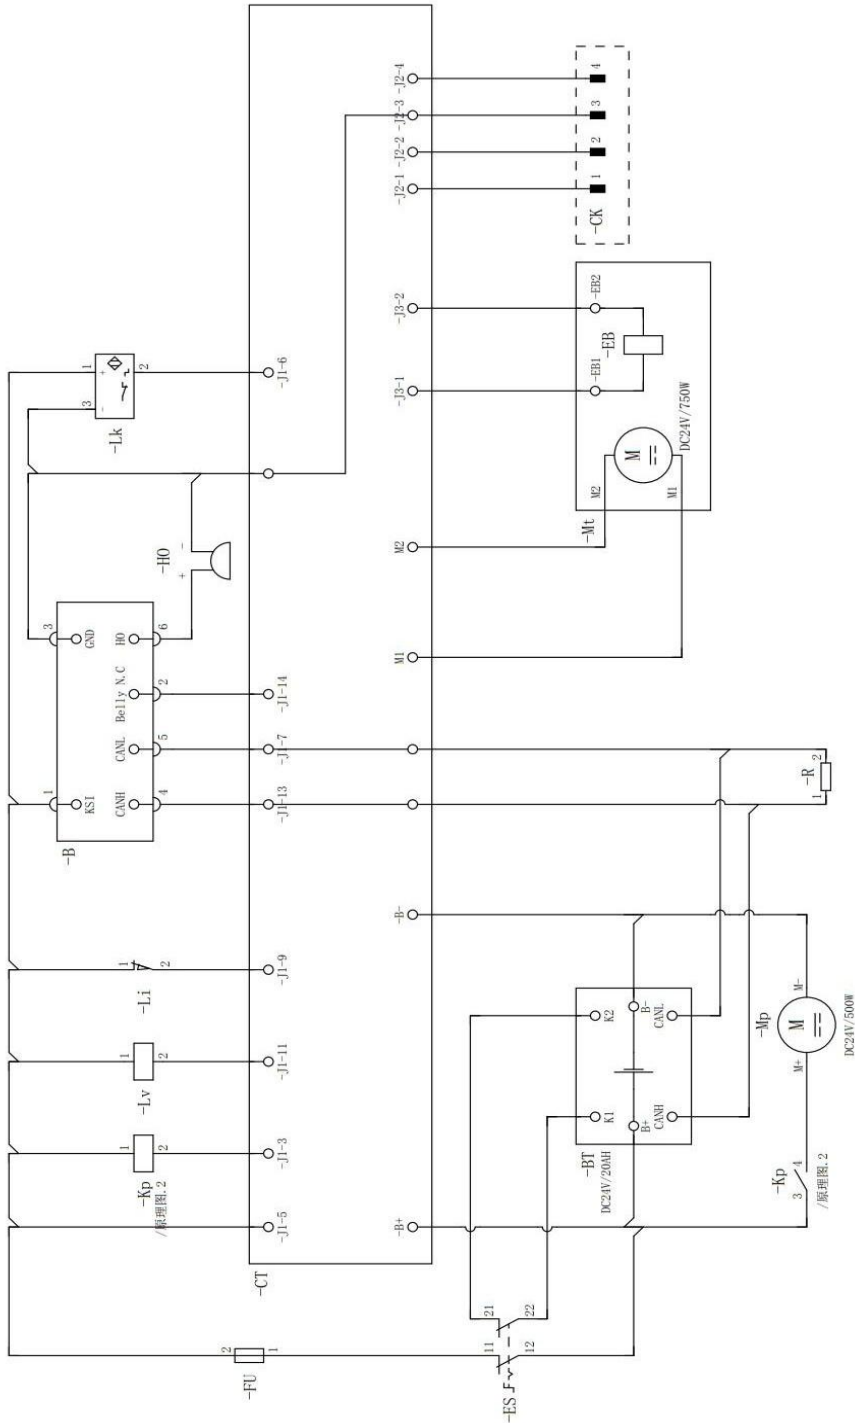 -FU
2
1
-Kp
/原理图.2
1
2
-Lv
1
2
-Li
1
2
-B
1
KSI
3
GND
CANH
CANL
Belly N.C
HO
4
5
2
6
-HO
+
-
-Lk
3
1
-
+
2
-CT
-J1-5
-J1-3
-J1-11
-J1-9
-J1-13
-J1-7
-J1-14
-J1-6
-B+
-B-
M1
M2
-J3-1
-J3-2
-J2-1
-J2-2
-J2-3
-J2-4
-ES
11
21
12
22
-BT
DC24V/20AH
K1
K2
B+
B-
CANH
CANL
-Mt
M2
M1
M
DC24V/750W
-EB1
-EB2
-EB
-CK
1
2
3
4
-Kp
3
4
/原理图.2
-Mp
M+
M-
M
DC24V/500W
-R
1
2